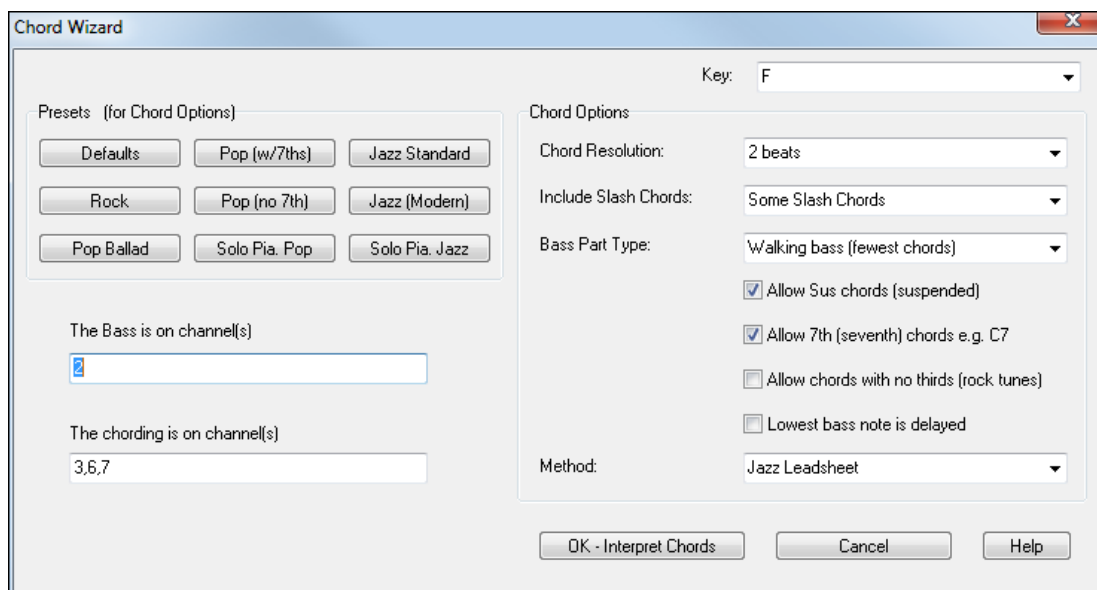 Chord Wizard
Key: F
Presets (for Chord Options)
Defaults Pop (w/7ths) Jazz Standard
Rock Pop (no 7th) Jazz (Modern)
Pop Ballad Solo Pia. Pop Solo Pia. Jazz
The Bass is on channel(s)
2
The chording is on channel(s)
3,6,7
Chord Options
Chord Resolution: 2 beats
Include Slash Chords: Some Slash Chords
Bass Part Type: Walking bass (fewest chords)
Allow Sus chords (suspended)
Allow 7th (seventh) chords e.g. C7
Allow chords with no thirds (rock tunes)
Lowest bass note is delayed
Method: Jazz Leadsheet
OK - Interpret Chords Cancel Help